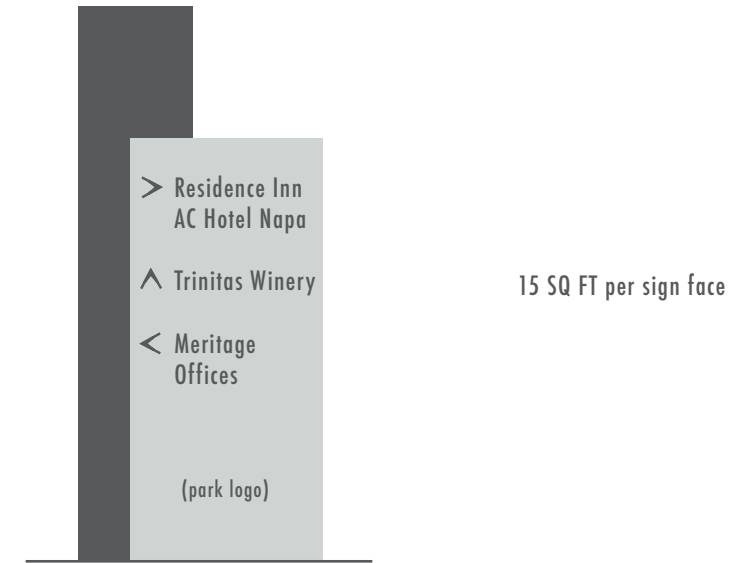 > Residence Inn
AC Hotel Napa
Trinitas Winery
< Meritage
Offices
(park logo)
15 SQ FT per sign face